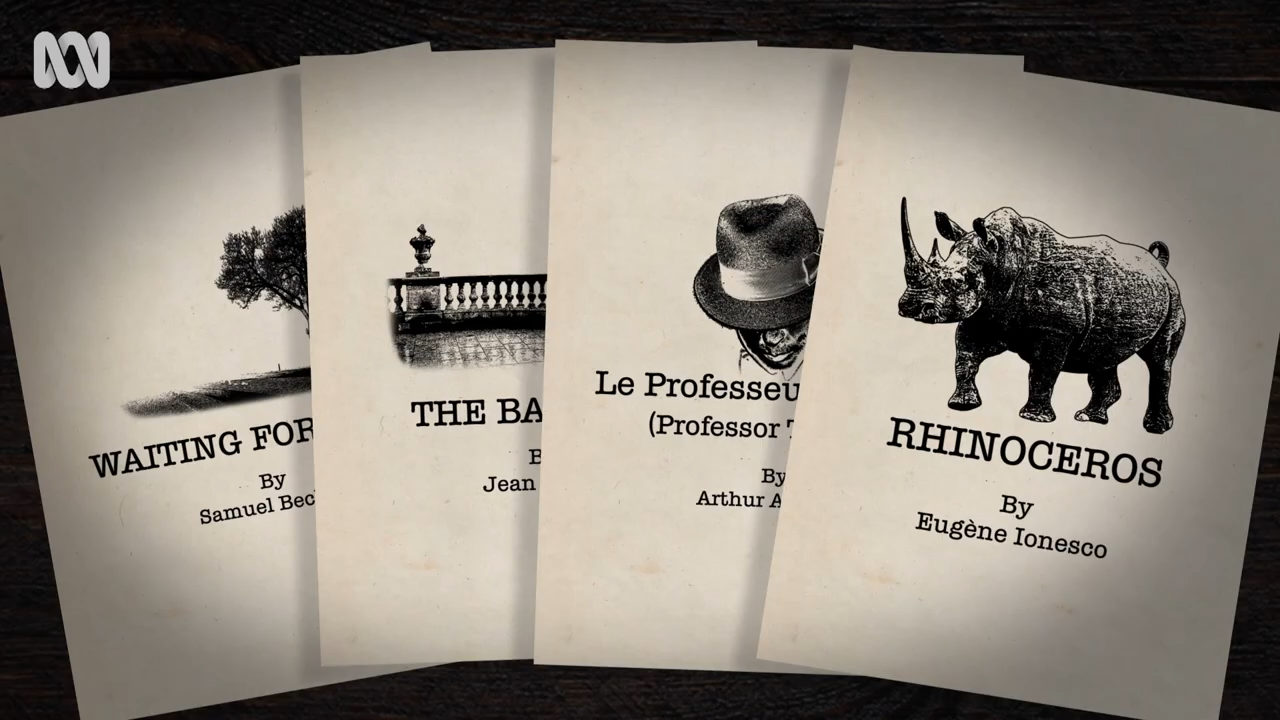 WAITING FOR
By
Samuel Bec
THE BA
B
Jean
Le Professeu
(Professor
By
Arthur A
RHINOCEROS
By
Eugène Ionesco